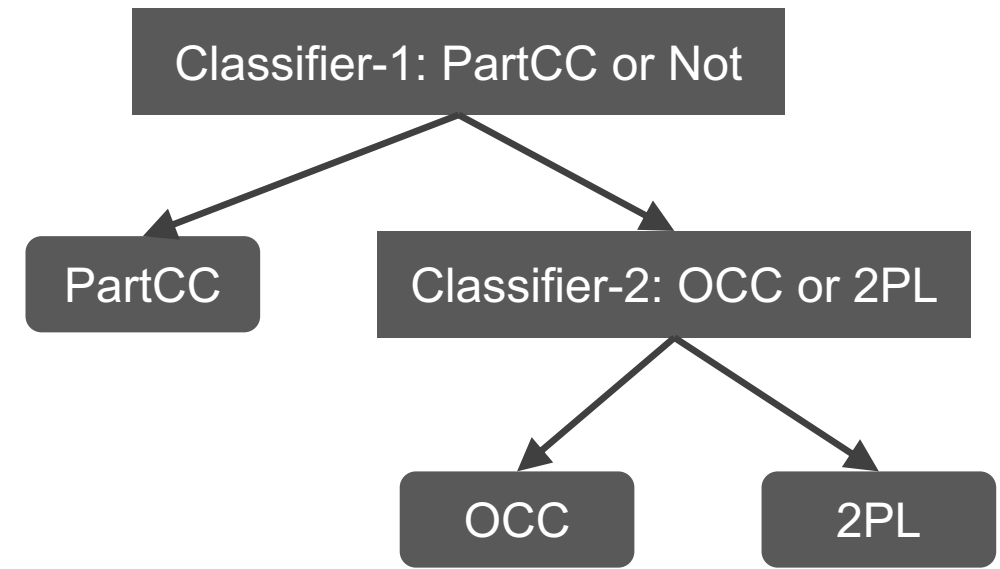 Classifier-1: PartCC or Not
PartCC
Classifier-2: OCC or 2PL
OCC
2PL